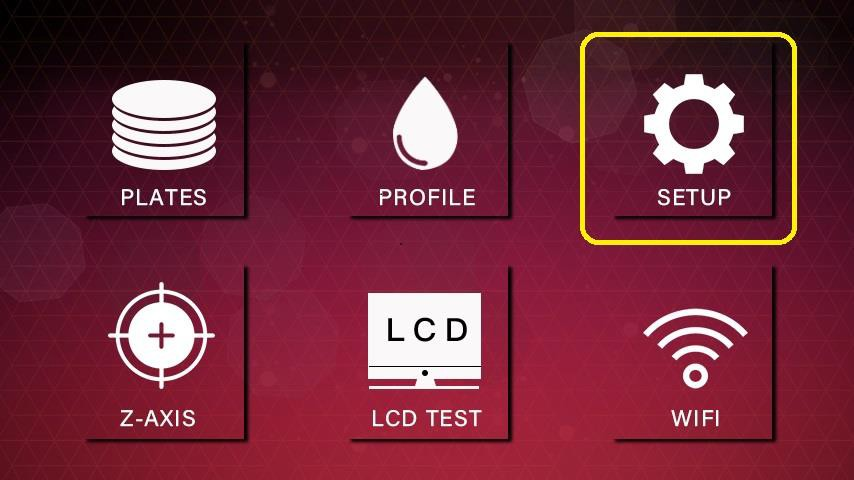 PLATES
PROFILE
SETUP
LCD
Z-AXIS
LCD TEST
WIFI